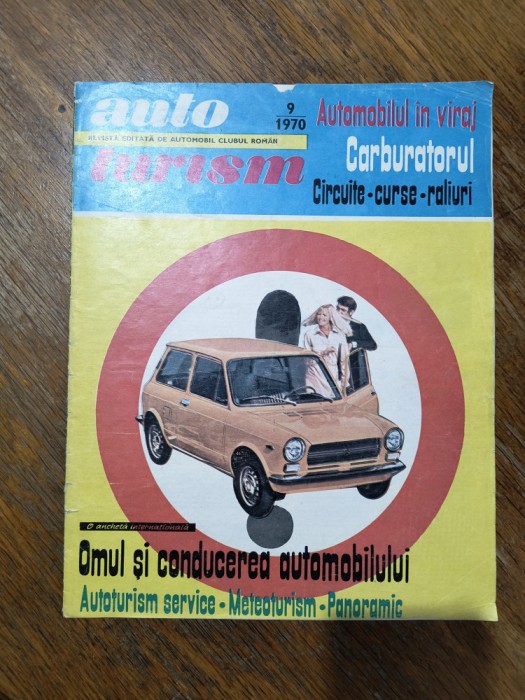 auto
9
1970
REVISTĂ EDITATĂ DE AUTOMOBIL CLUBUL ROMÂN
turism
Automobilul în viraj
Carburatorul
Circuite - curse - raliuri
O anchetă internațională
Omul și conducerea automobilului
Autoturism service - Meteoturism - Panoramic